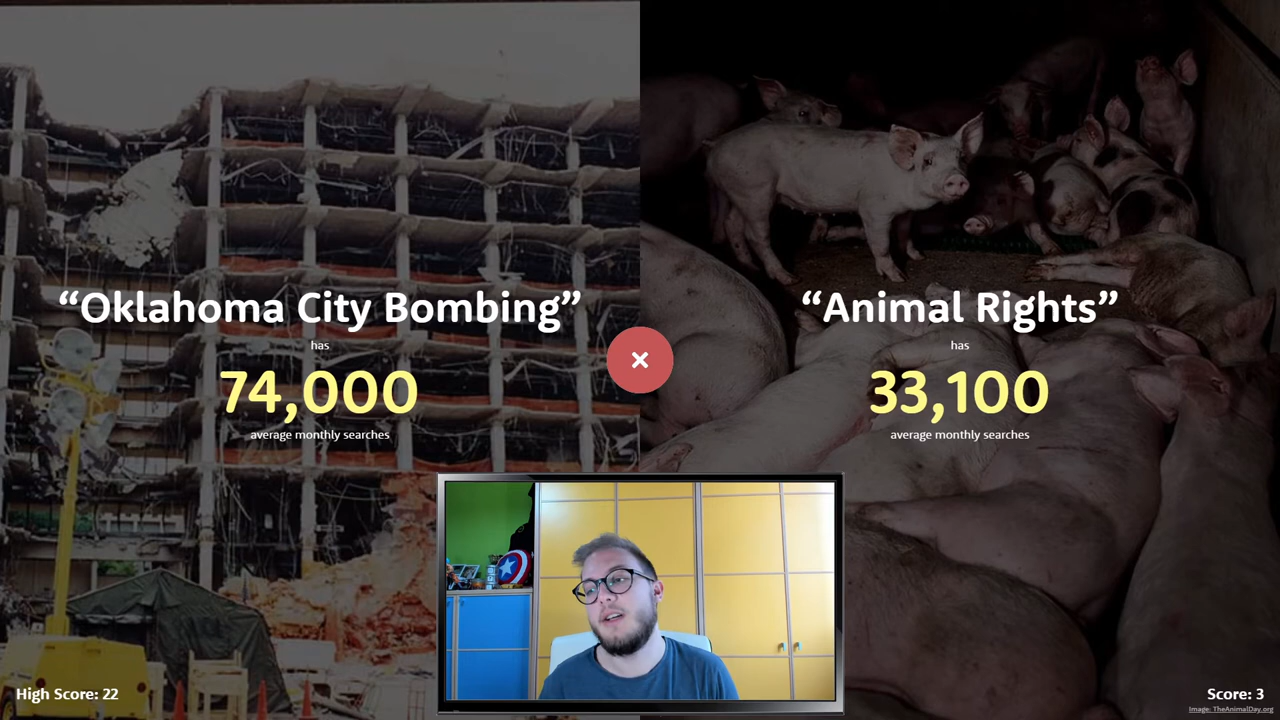 “Oklahoma City Bombing”
has
74,000
average monthly searches
“Animal Rights”
has
33,100
average monthly searches
High Score: 22
Score: 3
Image: TheAnimalDay.org